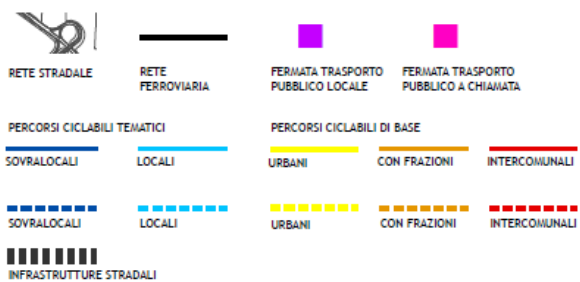 RETE STRADALE
RETE
FERROVIARIA
FERMATA TRASPORTO
PUBBLICO LOCALE
FERMATA TRASPORTO
PUBBLICO A CHIAMATA
PERCORSI CICLABILI TEMATICI
PERCORSI CICLABILI DI BASE
SOVRALOCALI
LOCALI
URBANI
CON FRAZIONI
INTERCOMUNALI
SOVRALOCALI
LOCALI
URBANI
CON FRAZIONI
INTERCOMUNALI
INFRASTRUTTURE STRADALI